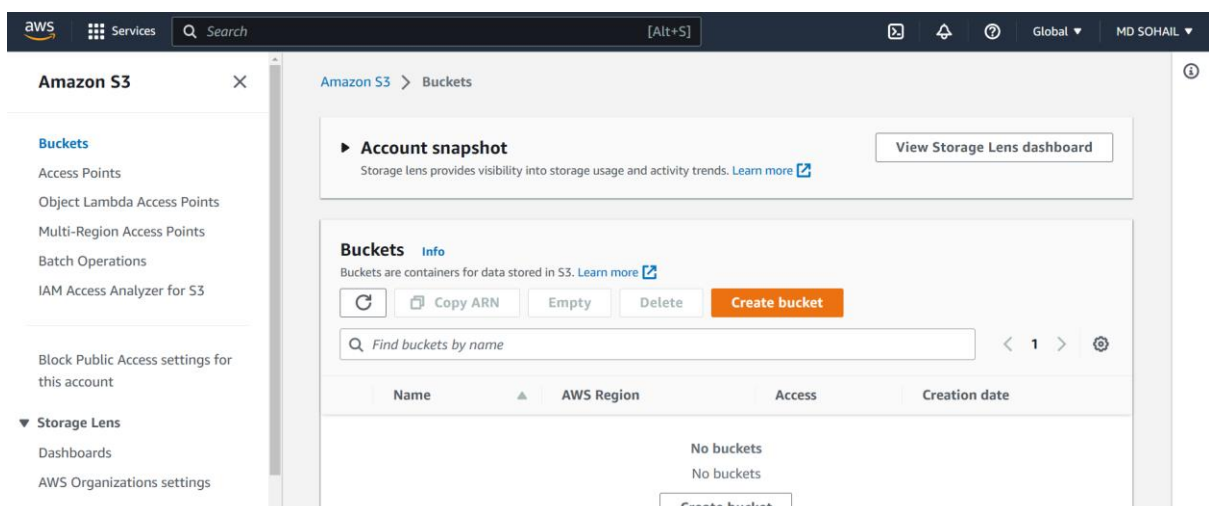 aws Services Search [Alt+S] Global ▼ MD SOHAIL ▼
Amazon S3
Buckets
Access Points
Object Lambda Access Points
Multi-Region Access Points
Batch Operations
IAM Access Analyzer for S3
Block Public Access settings for
this account
▼ Storage Lens
Dashboards
AWS Organizations settings
Amazon S3 > Buckets
▶ Account snapshot
View Storage Lens dashboard
Storage lens provides visibility into storage usage and activity trends. Learn more
Buckets Info
Buckets are containers for data stored in S3. Learn more
Copy ARN Empty Delete Create bucket
Find buckets by name
< 1 >
Name ▲ AWS Region Access Creation date
No buckets
No buckets
Create bucket